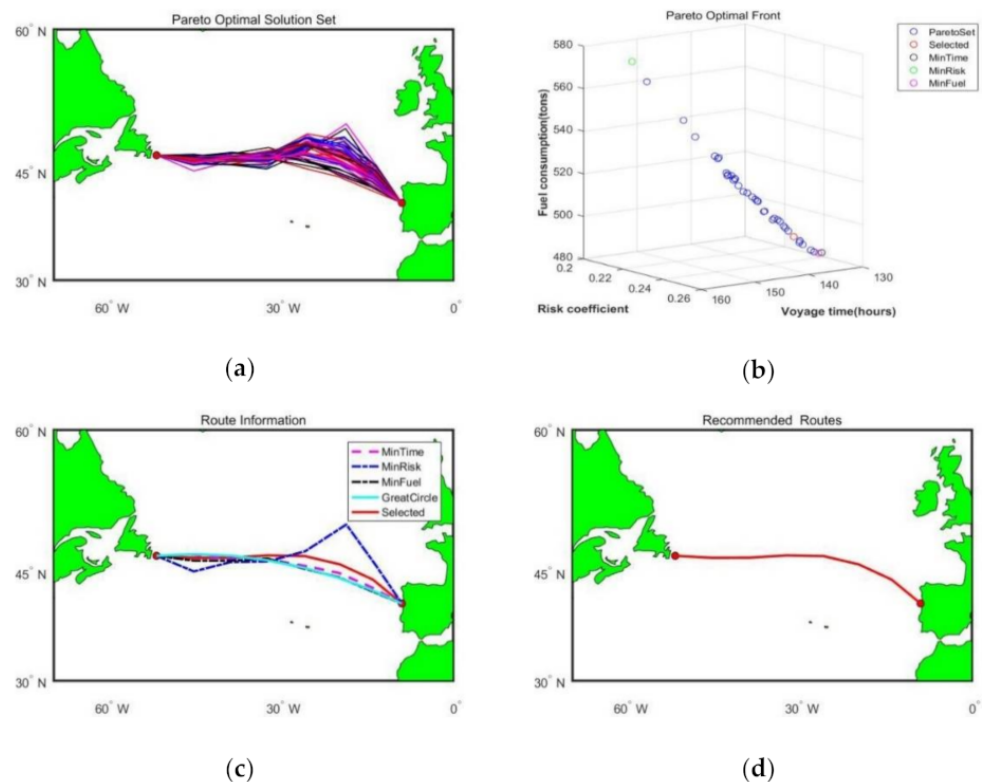 Pareto Optimal Solution Set
60° N
45° N
30° N
60° W
30° W
0°
(a)
Pareto Optimal Front
ParetoSet
Selected
MinTime
MinRisk
MinFuel
Fuel consumption(tons)
580
560
540
520
500
480
0.2
0.22
0.24
0.26
Risk coefficient
160
150
140
130
Voyage time(hours)
(b)
Route Information
60° N
45° N
30° N
MinTime
MinRisk
MinFuel
GreatCircle
Selected
60° W
30° W
0°
(c)
Recommended Routes
60° N
45° N
30° N
60° W
30° W
0°
(d)